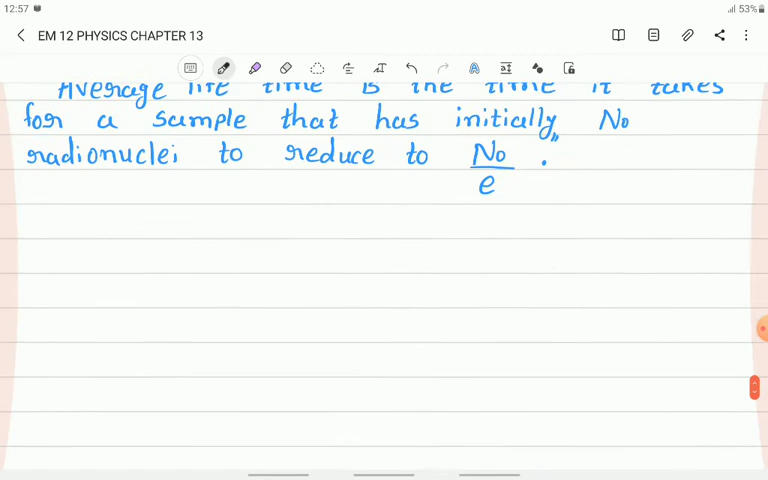 12:57
53%
EM 12 PHYSICS CHAPTER 13
Average life time is the time it takes
for a sample that has initially No
radionuclei to reduce to No/e".